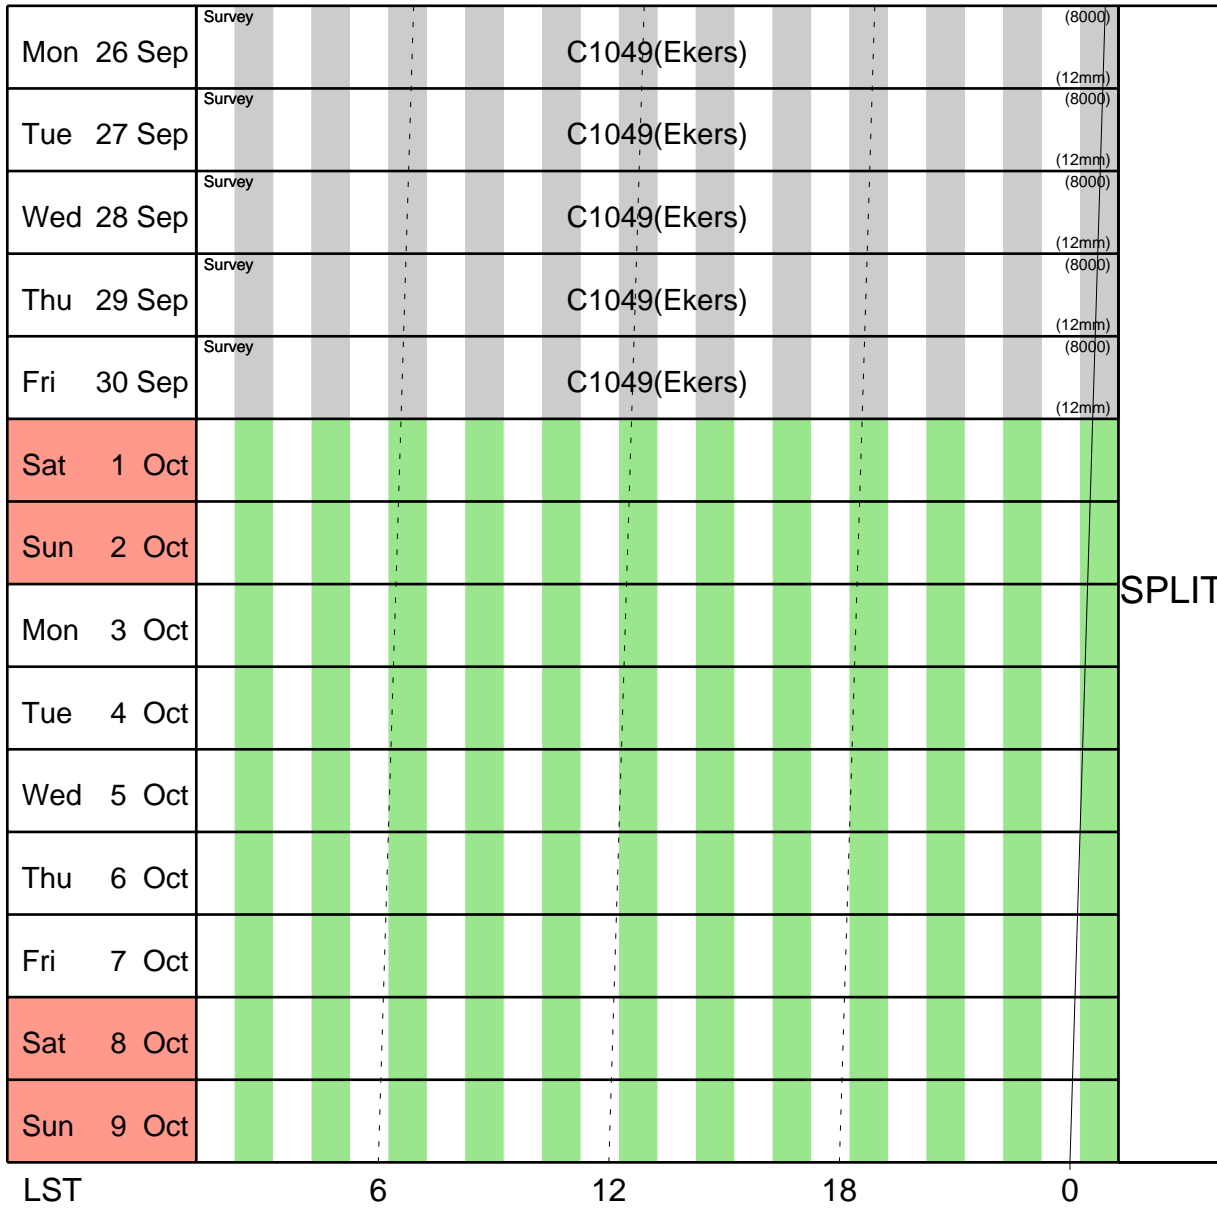 Survey (8000)
Mon 26 Sep C1049(Ekers)
(12mm)
Survey (8000)
Tue 27 Sep C1049(Ekers)
(12mm)
Survey (8000)
Wed 28 Sep C1049(Ekers)
(12mm)
Survey (8000)
Thu 29 Sep C1049(Ekers)
(12mm)
Survey (8000)
Fri 30 Sep C1049(Ekers)
(12mm)
Sat 1 Oct
Sun 2 Oct
SPLIT
Mon 3 Oct
Tue 4 Oct
Wed 5 Oct
Thu 6 Oct
Fri 7 Oct
Sat 8 Oct
Sun 9 Oct
LST 6 12 18 0